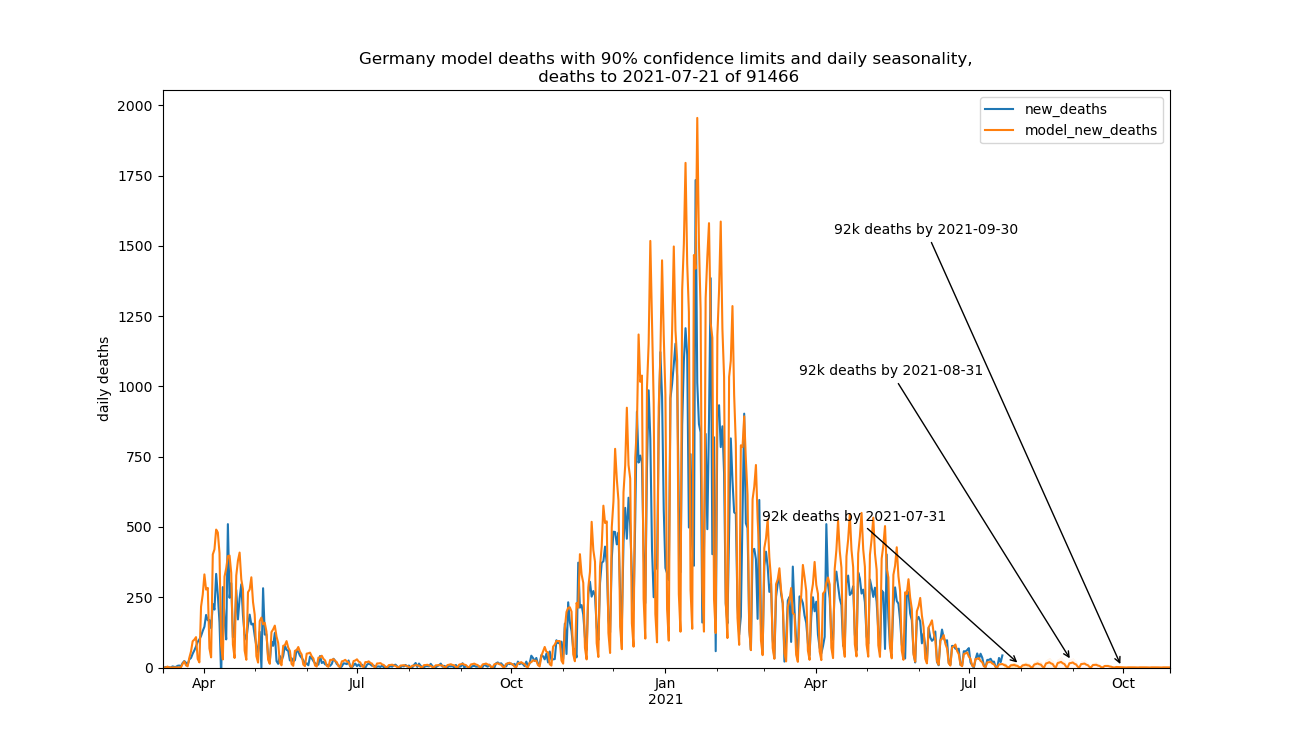 Germany model deaths with 90% confidence limits and daily seasonality,
deaths to 2021-07-21 of 91466
new_deaths
model_new_deaths
daily deaths
2000
1750
1500
1250
1000
750
500
250
0
92k deaths by 2021-09-30
92k deaths by 2021-08-31
92k deaths by 2021-07-31
Apr
Jul
Oct
Jan
2021
Apr
Jul
Oct